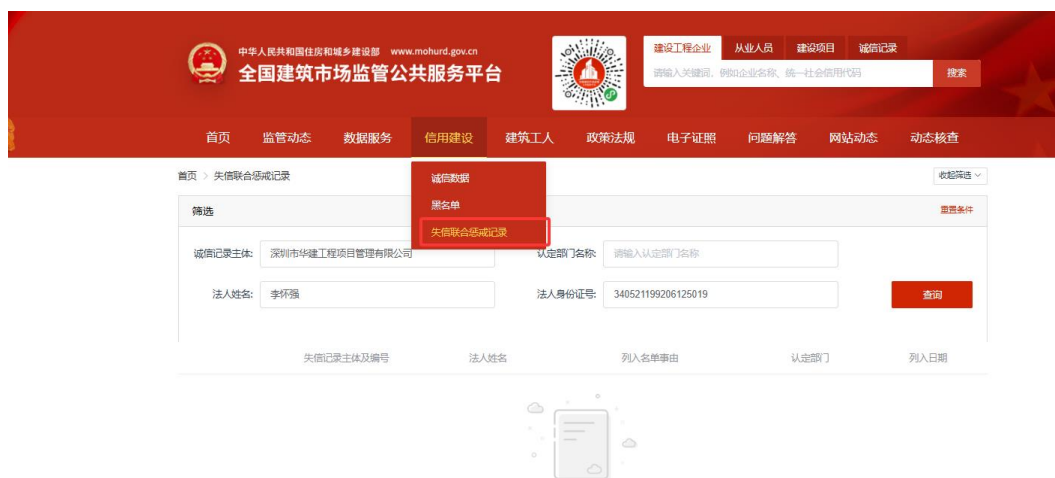 中华人民共和国住房和城乡建设部 www.mohurd.gov.cn
全国建筑市场监管公共服务平台
建设工程企业 从业人员 建设项目 诚信记录
请输入关键词，例如企业名称、统一社会信用代码 搜索
首页 监管动态 数据服务 信用建设 建筑工人 政策法规 电子证照 问题解答 网站动态 动态核查
诚信数据
黑名单
失信联合惩戒记录
首页 > 失信联合惩戒记录 收起筛选
筛选 重置条件
诚信记录主体: 深圳市华建工程项目管理有限公司 认定部门名称: 请输入认定部门名称
法人姓名: 李怀强 法人身份证号: 340521199206125019 查询
失信记录主体及编号 法人姓名 列入名单事由 认定部门 列入日期